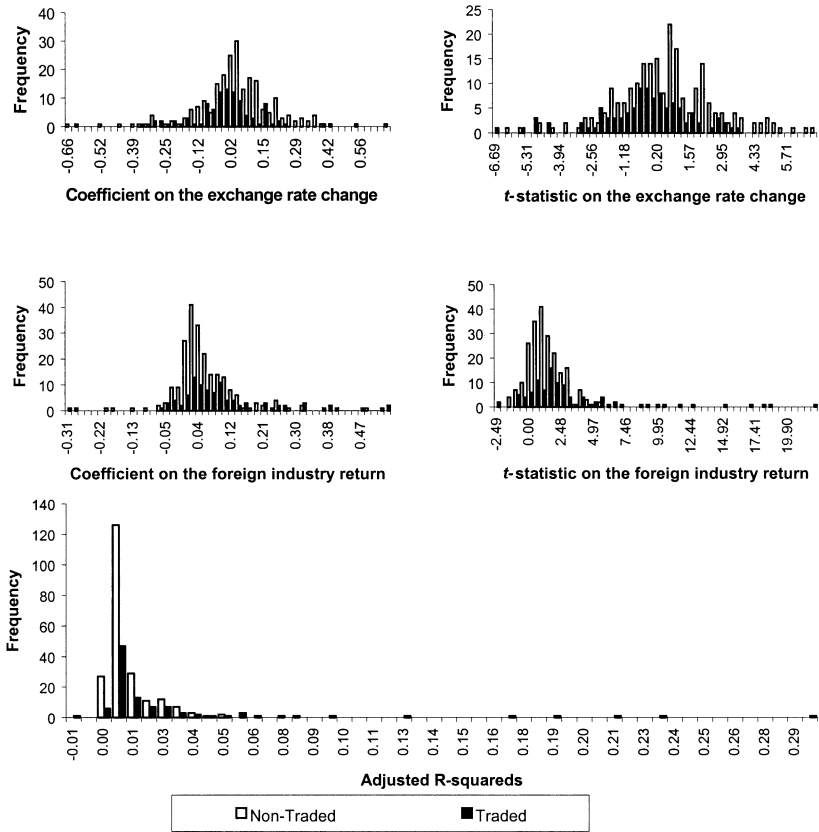 Frequency
40
30
20
10
0
-0.66 -0.52 -0.39 -0.25 -0.12 0.02 0.15 0.29 0.42 0.56
Coefficient on the exchange rate change
Frequency
25
20
15
10
5
0
-6.69 -5.31 -3.94 -2.56 -1.18 0.20 1.57 2.95 4.33 5.71
t-statistic on the exchange rate change
Frequency
50
40
30
20
10
0
-0.31 -0.22 -0.13 -0.05 0.04 0.12 0.21 0.30 0.38 0.47
Coefficient on the foreign industry return
Frequency
50
40
30
20
10
0
-2.49 0.00 2.48 4.97 7.46 9.95 12.44 14.92 17.41 19.90
t-statistic on the foreign industry return
Frequency
140
120
100
80
60
40
20
0
-0.01 0.00 0.01 0.02 0.03 0.04 0.05 0.06 0.08 0.09 0.10 0.11 0.12 0.13 0.14 0.15 0.16 0.17 0.19 0.20 0.21 0.22 0.23 0.24 0.25 0.26 0.27 0.28 0.29
Adjusted R-squareds
Non-Traded Traded